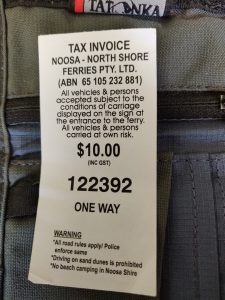 TATONKA
TAX INVOICE
NOOSA - NORTH SHORE
FERRIES PTY. LTD.
(ABN 65 105 232 881)
All vehicles & persons
accepted subject to the
conditions of carriage
displayed on the sign at
the entrance to the ferry.
All vehicles & persons
carried at own risk.
$10.00
(INC GST)
122392
ONE WAY
WARNING
*All road rules apply/ Police
enforce same
*Driving on sand dunes is prohibited
*No beach camping in Noosa Shire